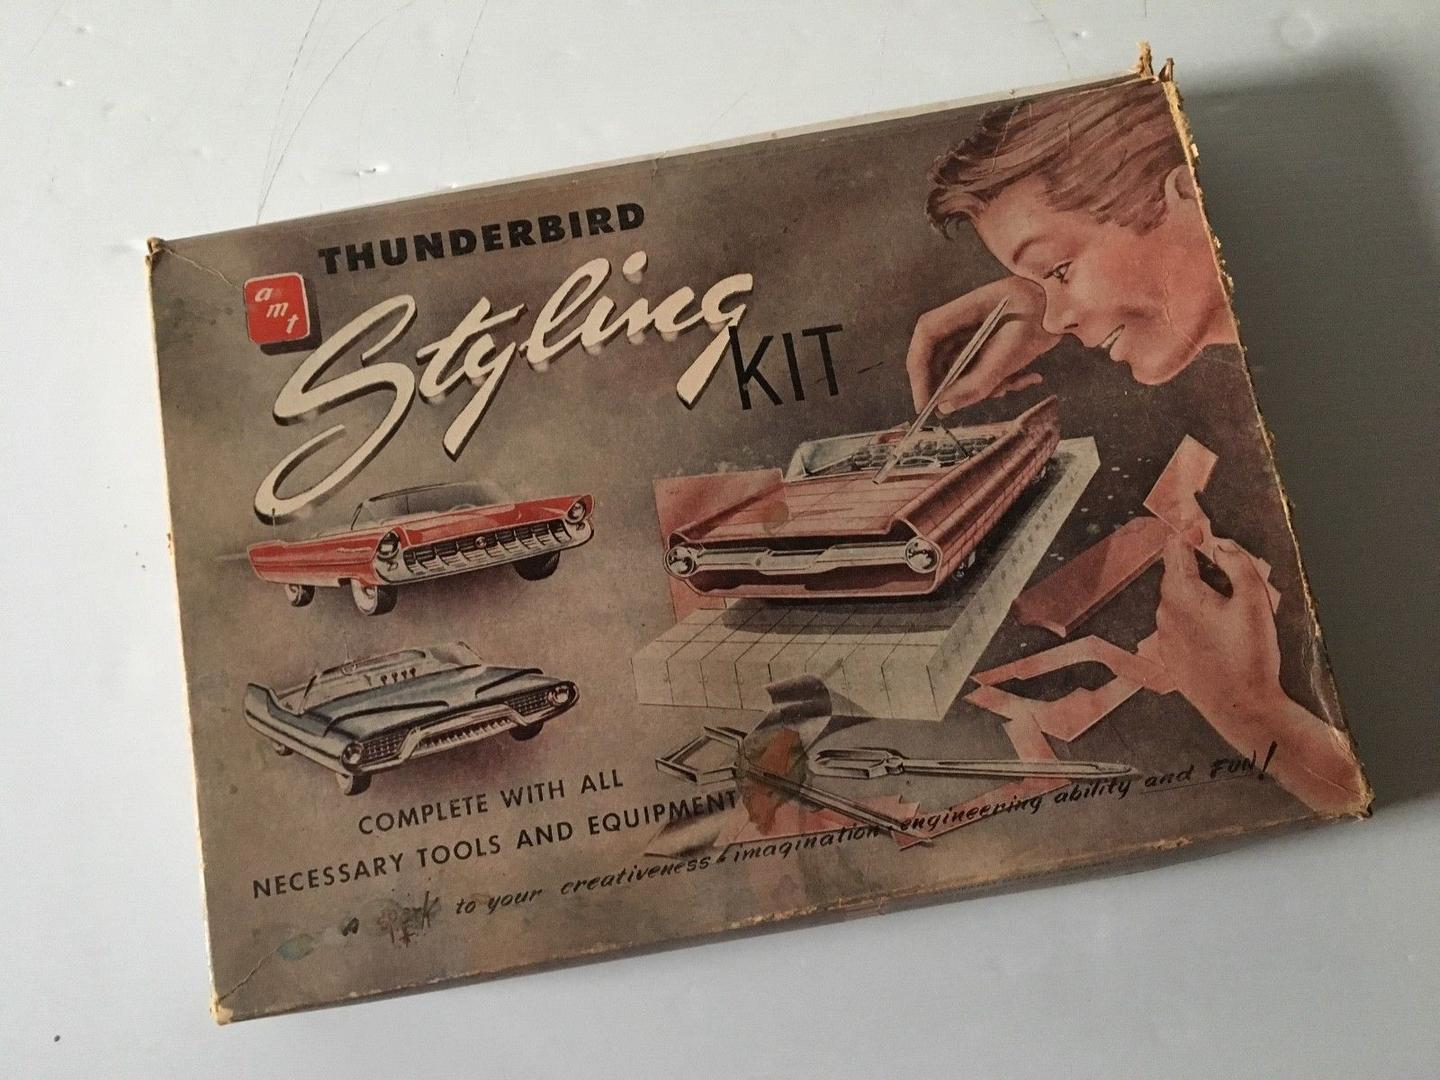 THUNDERBIRD
amt
Styling
KIT
COMPLETE WITH ALL
NECESSARY TOOLS AND EQUIPMENT
a spark to your creativeness imagination engineering ability and FUN!